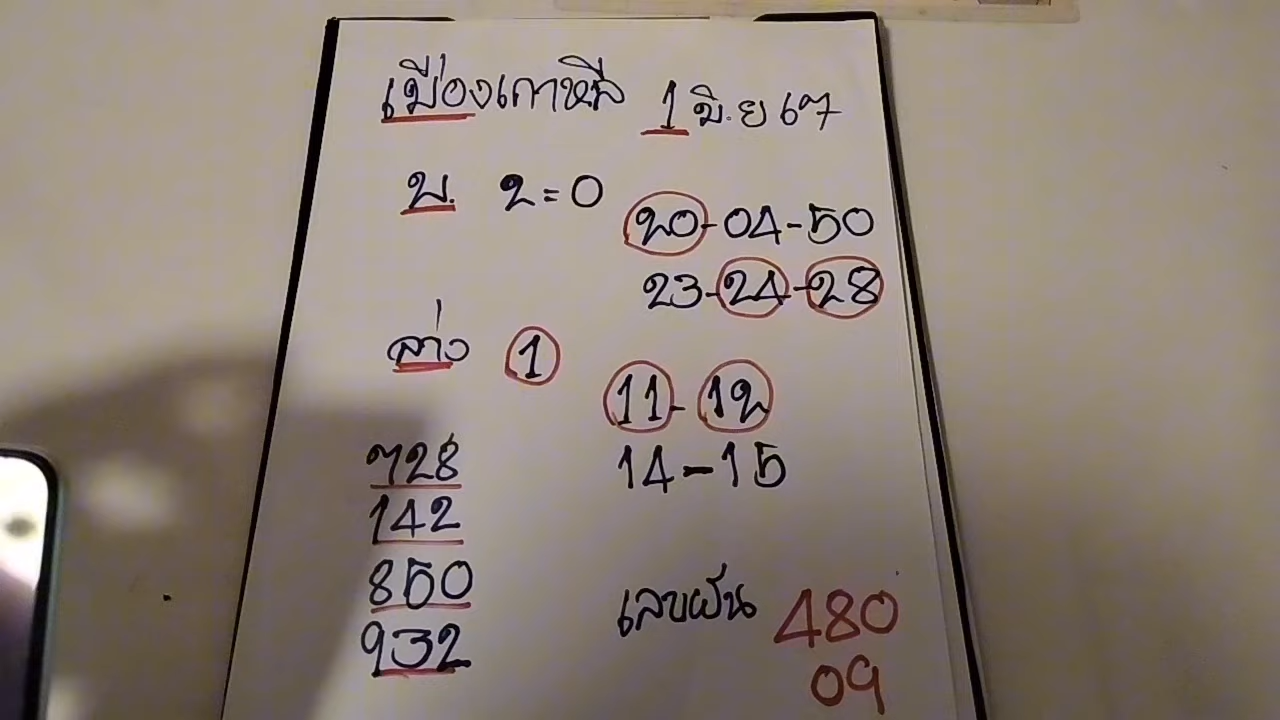 เมืองเกาหลี 1 มิ.ย 67
บ. 2=0
20-04-50
23-24-28
ล่าง 1
11-12
14-15
728
142
850
932
เลขฝัน 480
09